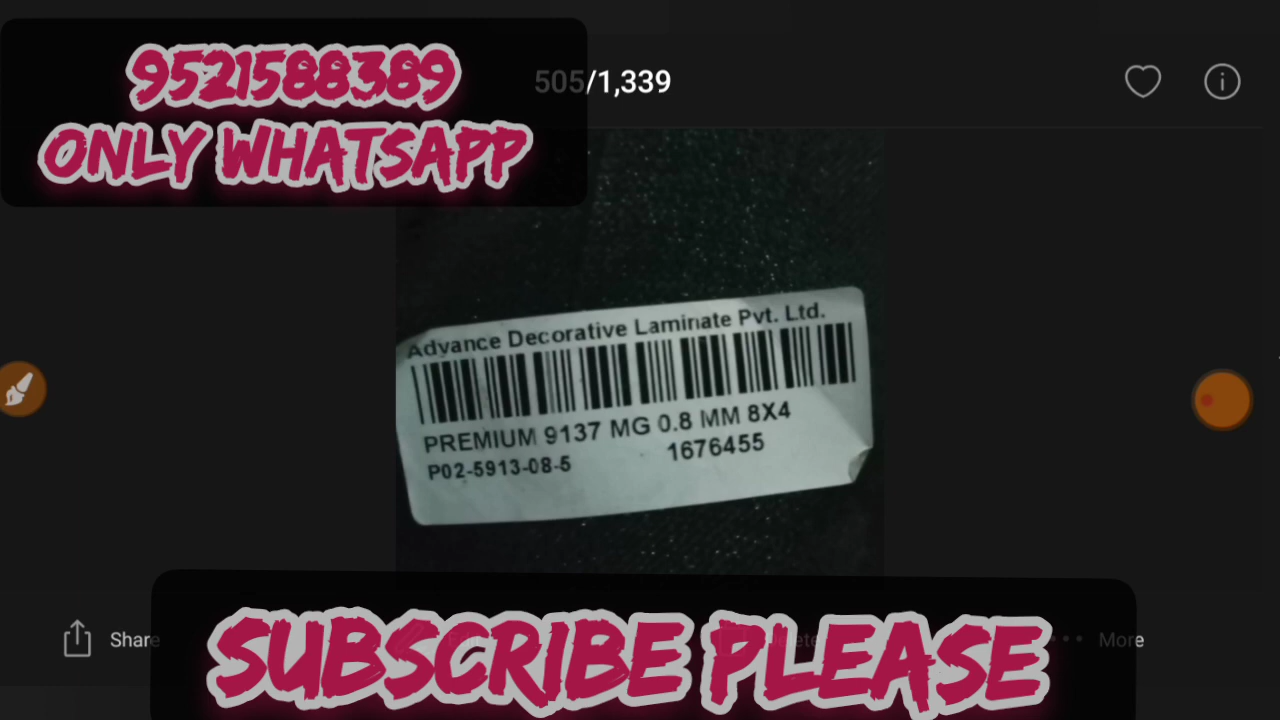 9521588389
ONLY WHATSAPP
505/1,339
Advance Decorative Laminate Pvt. Ltd.
PREMIUM 9137 MG 0.8 MM 8X4
P02-5913-08-5 1676455
Share
More
SUBSCRIBE PLEASE